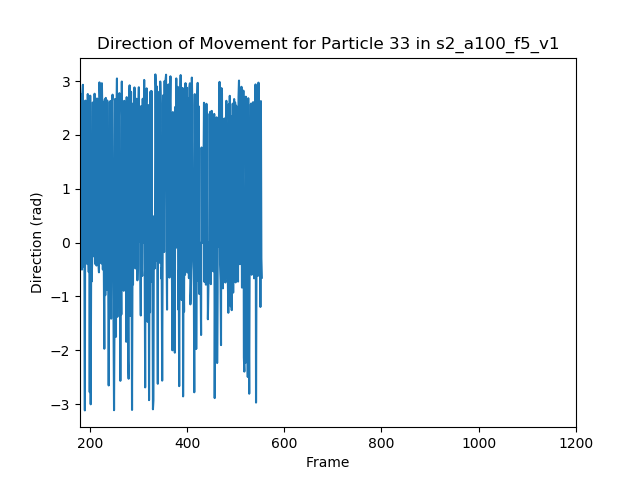 Direction of Movement for Particle 33 in s2_a100_f5_v1
3
2
1
0
−1
−2
−3
Direction (rad)
200 400 600 800 1000 1200
Frame